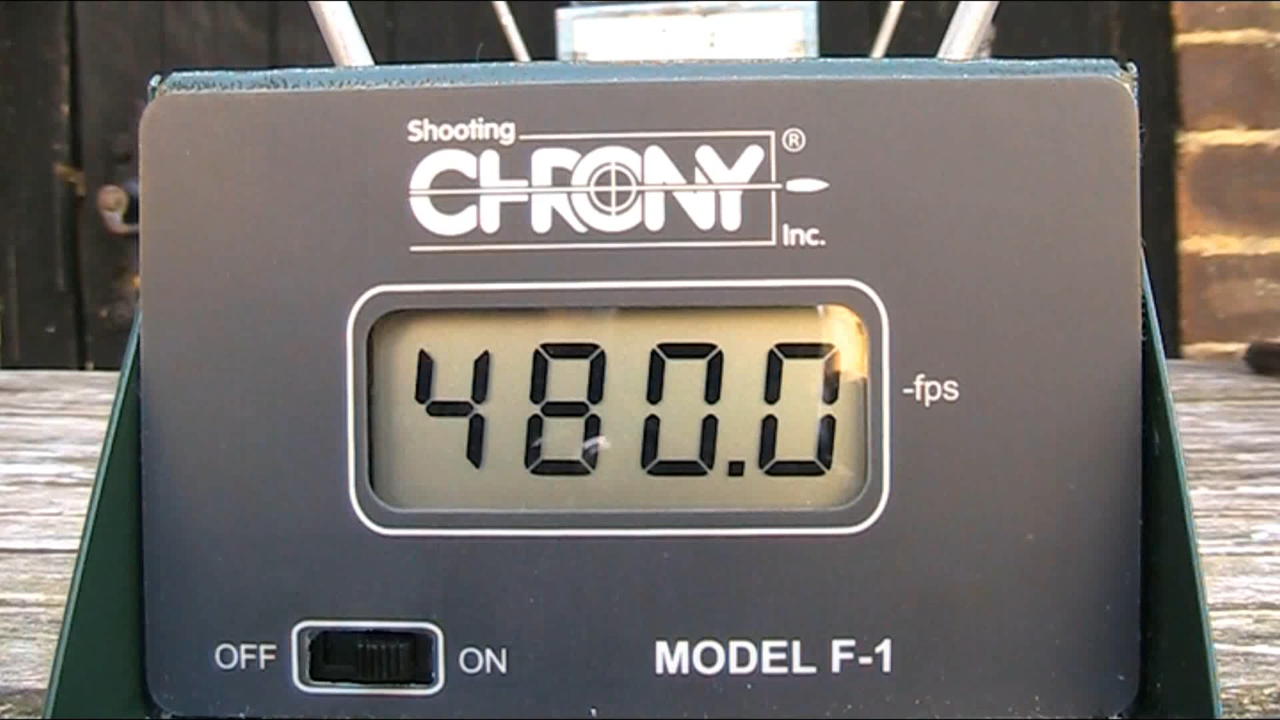 Shooting
CHRONY ®
Inc.
480.0 -fps
OFF ON MODEL F-1